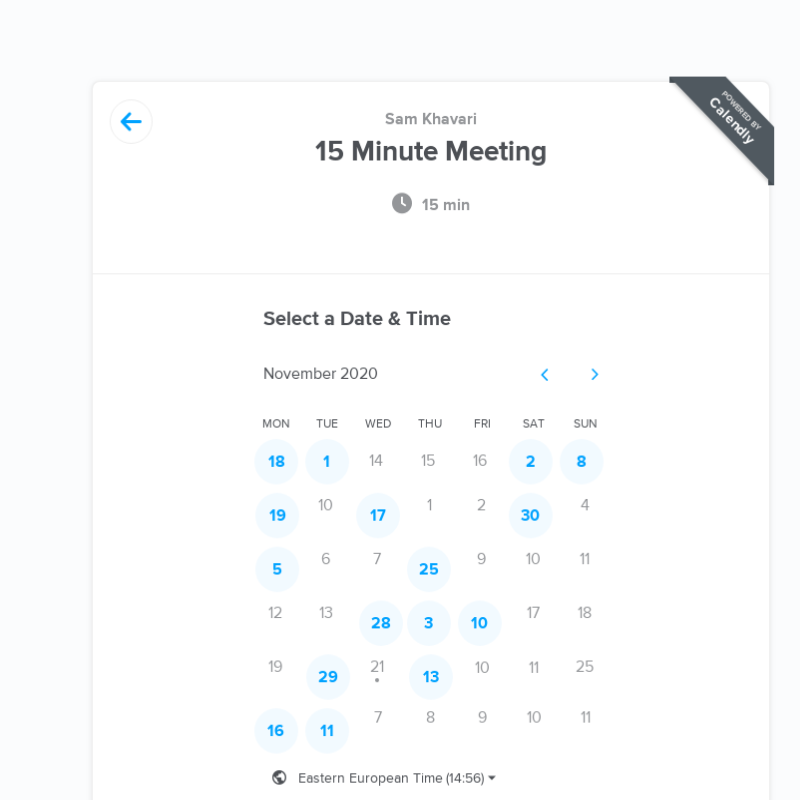 POWERED BY
Calendly
Sam Khavari
15 Minute Meeting
15 min
Select a Date & Time
November 2020
MON TUE WED THU FRI SAT SUN
18 1 14 15 16 2 8
19 10 17 1 2 30 4
5 6 7 25 9 10 11
12 13 28 3 10 17 18
19 29 21 13 10 11 25
16 11 7 8 9 10 11
Eastern European Time (14:56)